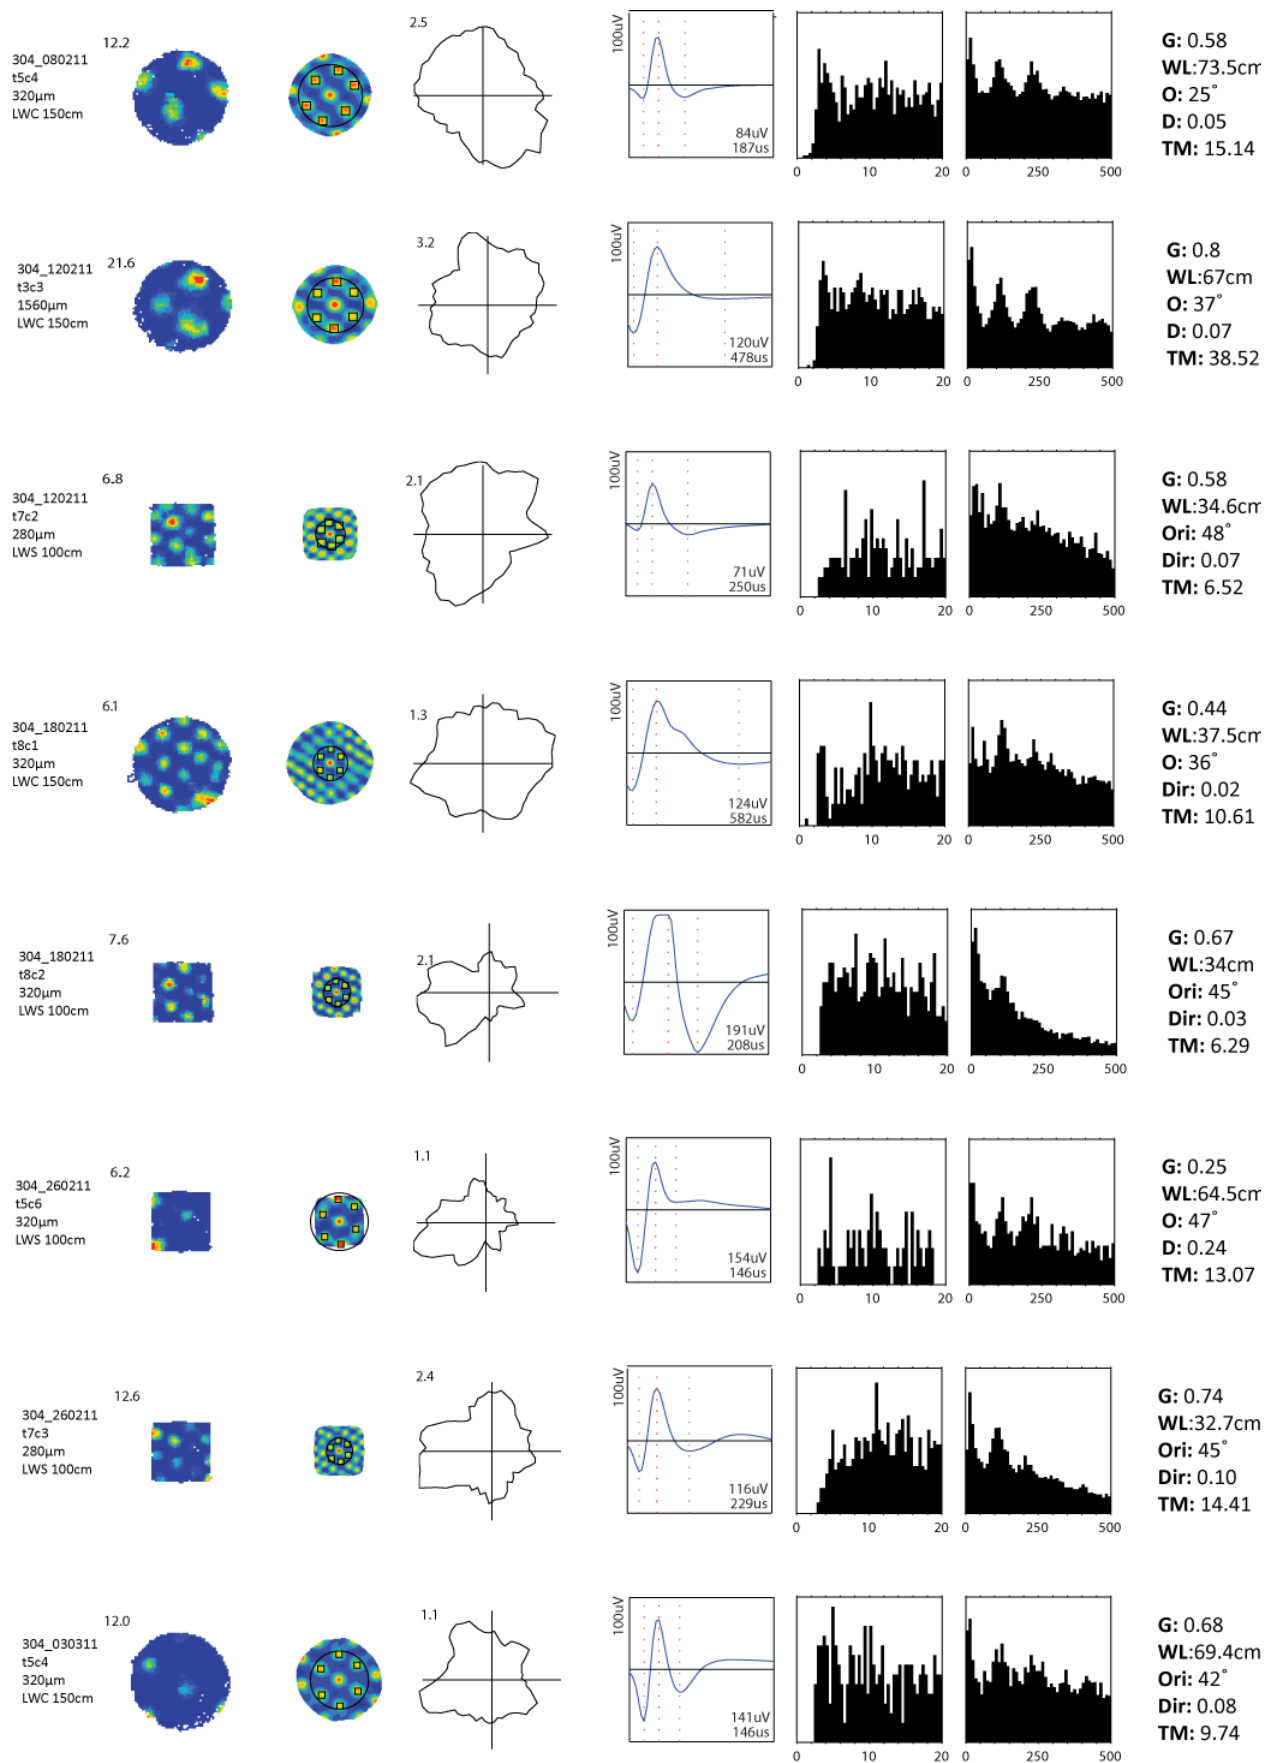 304_080211
t5c4
320µm
LWC 150cm
12.2
2.5
100uV
84uV
187us
0 10 20
0 250 500
G: 0.58
WL:73.5cm
O: 25°
D: 0.05
TM: 15.14
304_120211
t3c3
1560µm
LWC 150cm
21.6
3.2
100uV
120uV
478us
0 10 20
0 250 500
G: 0.8
WL: 67cm
O: 37°
D: 0.07
TM: 38.52
304_120211
t7c2
280µm
LWS 100cm
6.8
2.1
100uV
71uV
250us
0 10 20
0 250 500
G: 0.58
WL:34.6cm
Ori: 48°
Dir: 0.07
TM: 6.52
304_180211
t8c1
320µm
LWC 150cm
6.1
1.3
100uV
124uV
582us
0 10 20
0 250 500
G: 0.44
WL:37.5cm
O: 36°
Dir: 0.02
TM: 10.61
304_180211
t8c2
320µm
LWS 100cm
7.6
2.1
100uV
191uV
208us
0 10 20
0 250 500
G: 0.67
WL: 34cm
Ori: 45°
Dir: 0.03
TM: 6.29
304_260211
t5c6
320µm
LWS 100cm
6.2
1.1
100uV
154uV
146us
0 10 20
0 250 500
G: 0.25
WL:64.5cm
O: 47°
D: 0.24
TM: 13.07
304_260211
t7c3
280µm
LWS 100cm
12.6
2.4
100uV
116uV
229us
0 10 20
0 250 500
G: 0.74
WL:32.7cm
Ori: 45°
Dir: 0.10
TM: 14.41
304_030311
t5c4
320µm
LWC 150cm
12.0
1.1
100uV
141uV
146us
0 10 20
0 250 500
G: 0.68
WL:69.4cm
Ori: 42°
Dir: 0.08
TM: 9.74